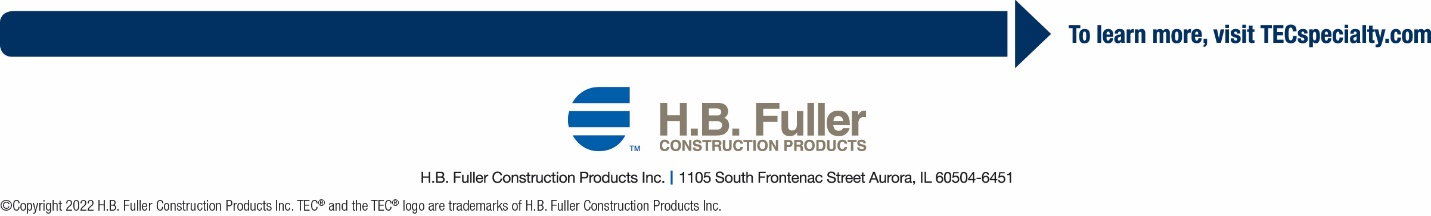 To learn more, visit TECspecialty.com
H.B. Fuller
CONSTRUCTION PRODUCTS
TM
H.B. Fuller Construction Products Inc. | 1105 South Frontenac Street Aurora, IL 60504-6451
©Copyright 2022 H.B. Fuller Construction Products Inc. TEC® and the TEC® logo are trademarks of H.B. Fuller Construction Products Inc.